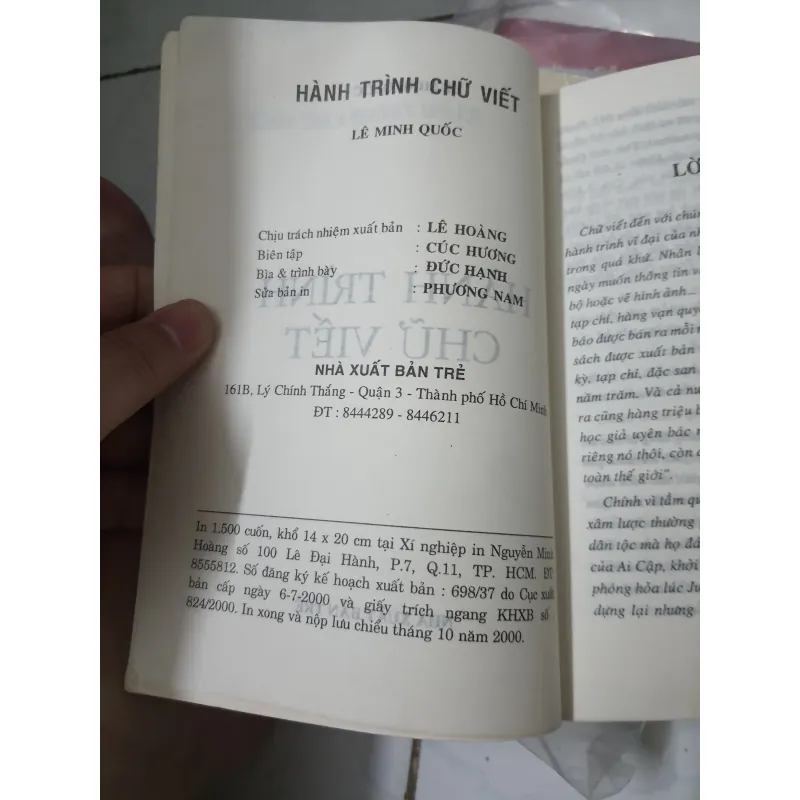 HÀNH TRÌNH CHỮ VIẾT
LÊ MINH QUỐC
Chịu trách nhiệm xuất bản : LÊ HOÀNG
Biên tập : CÚC HƯƠNG
Bìa & trình bày : ĐỨC HẠNH
Sửa bản in : PHƯƠNG NAM
NHÀ XUẤT BẢN TRẺ
161B, Lý Chính Thắng - Quận 3 - Thành phố Hồ Chí Minh
ĐT : 8444289 - 8446211
In 1.500 cuốn, khổ 14 x 20 cm tại Xí nghiệp in Nguyễn Minh
Hoàng số 100 Lê Đại Hành, P.7, Q.11, TP. HCM. ĐT
8555812. Số đăng ký kế hoạch xuất bản : 698/37 do Cục xuất
bản cấp ngày 6-7-2000 và giấy trích ngang KHXB số
824/2000. In xong và nộp lưu chiểu tháng 10 năm 2000.
LỜ
Chữ viết đến với chún
hành trình vĩ đại của nh
trong quá khứ. Nhân l
ngày muốn thông tin vớ
bộ hoặc vẽ hình ảnh...
tạp chí, hàng vạn quyể
báo được bán ra mỗi n
sách được xuất bản
kỳ, tạp chí, đặc san
năm trăm. Và cả nư
ra cũng hàng triệu b
học giả uyên bác n
riêng nó thôi, còn c
toàn thế giới".
Chính vì tầm qu
xâm lược thường
dân tộc mà họ đá
của Ai Cập, khởi
phóng hỏa lúc Ju
dựng lại nhưng